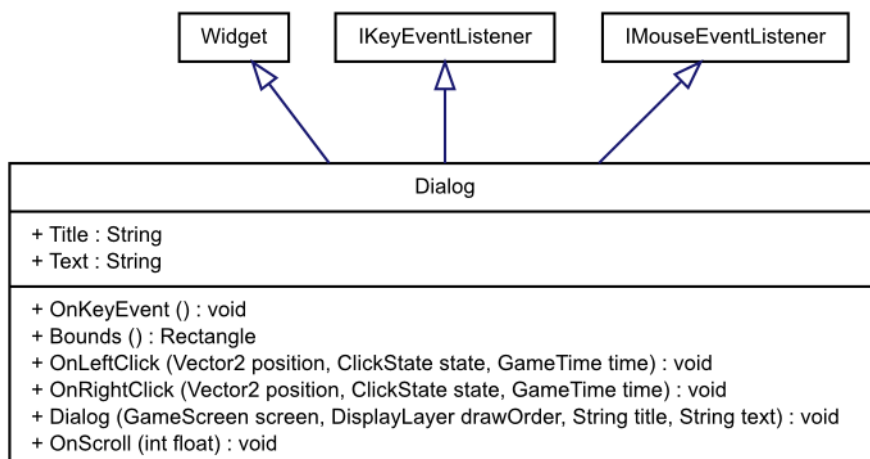 Widget
IKeyEventListener
IMouseEventListener
Dialog
+ Title : String
+ Text : String
+ OnKeyEvent () : void
+ Bounds () : Rectangle
+ OnLeftClick (Vector2 position, ClickState state, GameTime time) : void
+ OnRightClick (Vector2 position, ClickState state, GameTime time) : void
+ Dialog (GameScreen screen, DisplayLayer drawOrder, String title, String text) : void
+ OnScroll (int float) : void